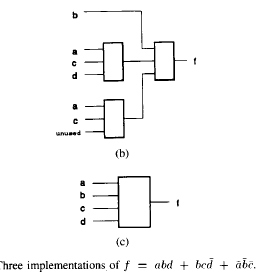 b
a
c
d
f
a
c
unused
(b)
a
b
c
d
f
(c)
Three implementations of f = abd + bcd̄ + āb̄c̄.